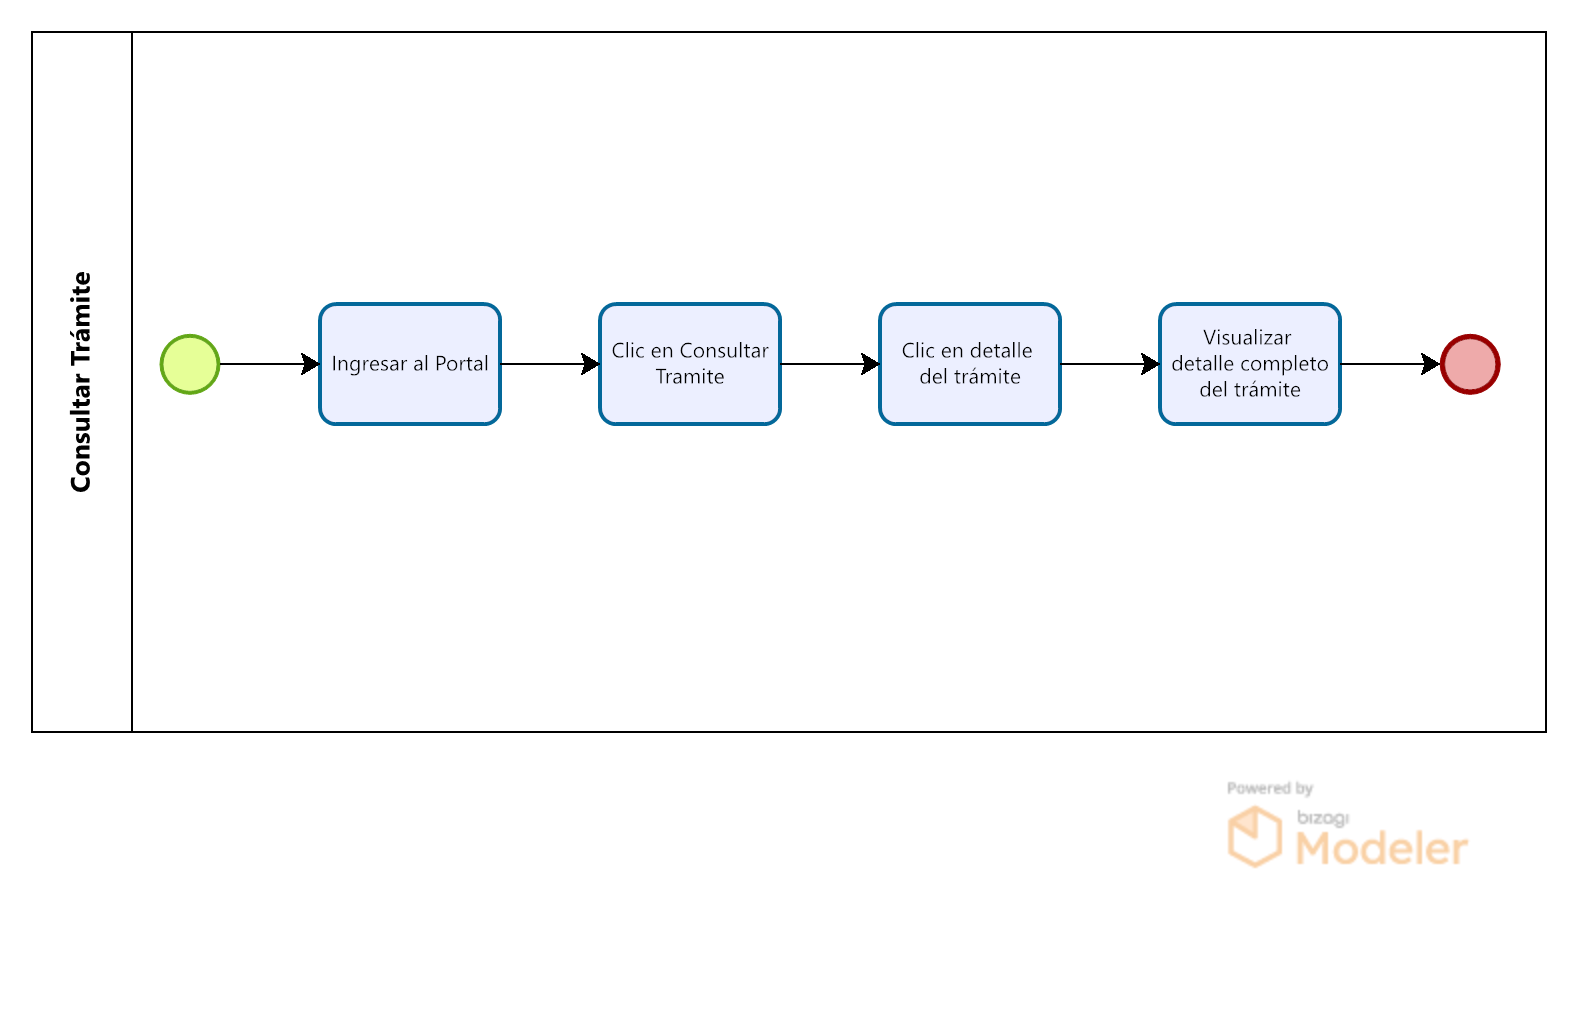 Consultar Trámite
Ingresar al Portal
Clic en Consultar
Tramite
Clic en detalle
del trámite
Visualizar
detalle completo
del trámite
Powered by
bizagi
Modeler